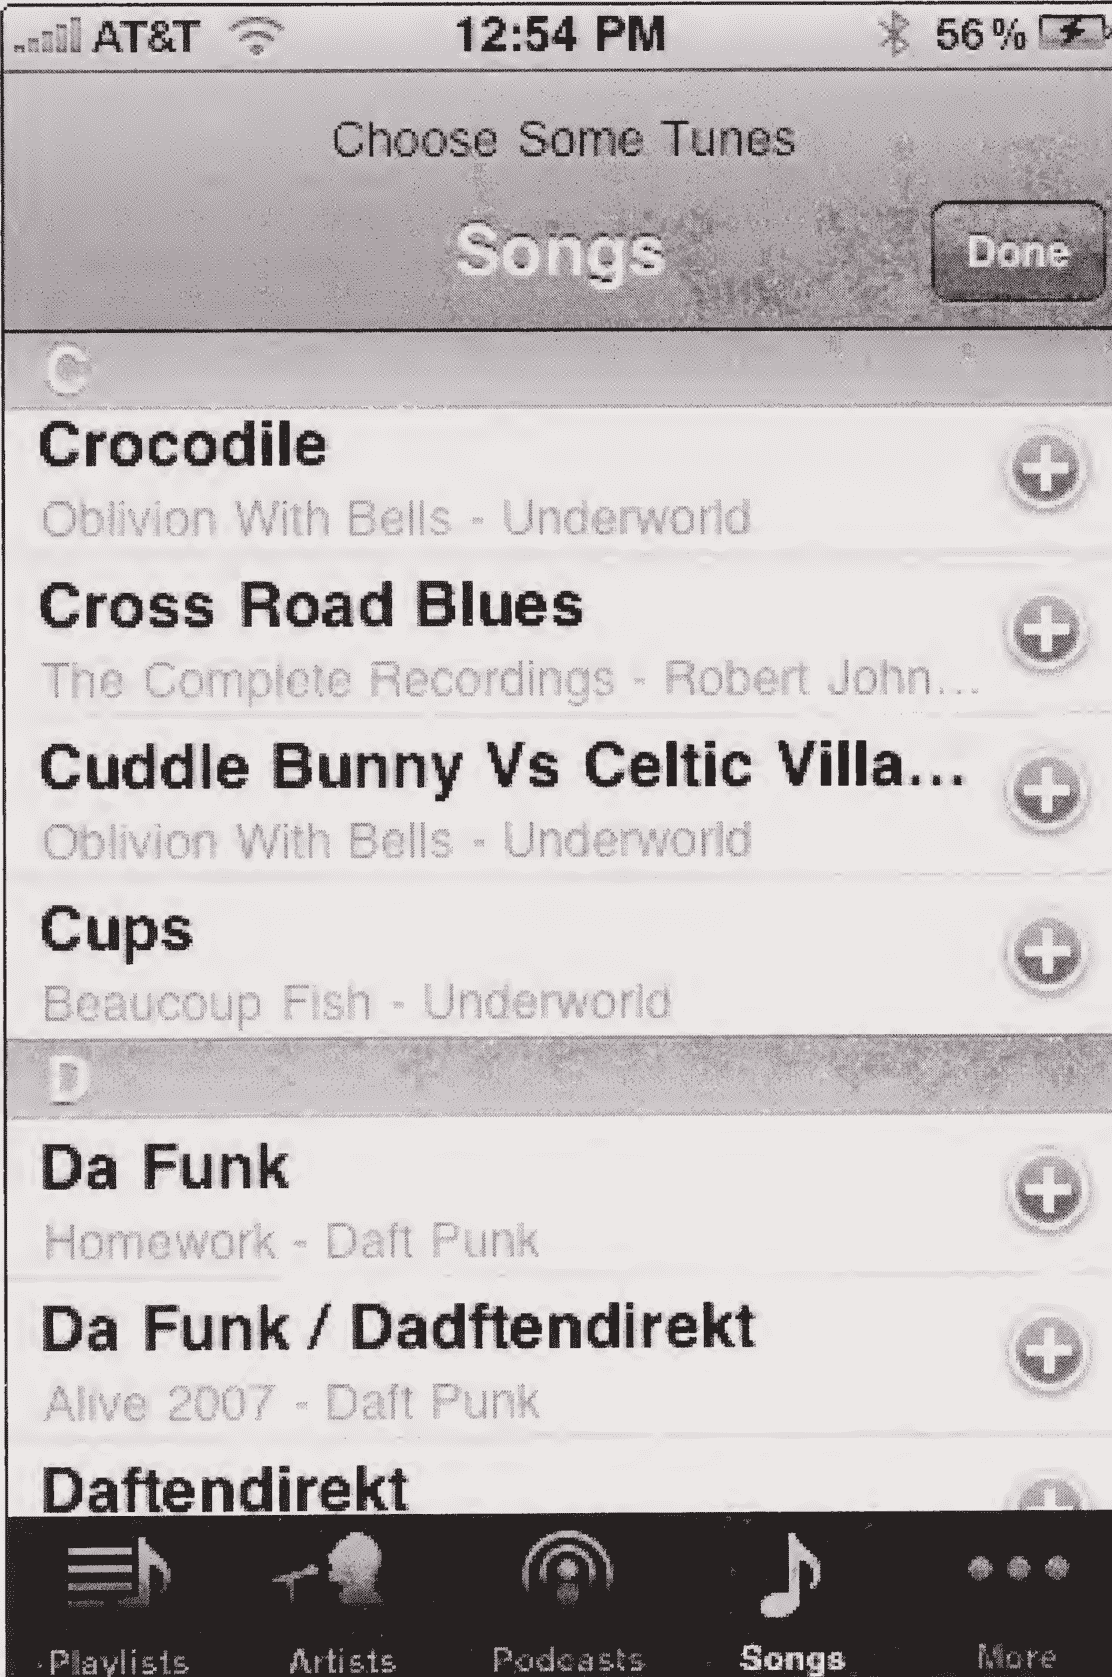 AT&T 12:54 PM 56%
Choose Some Tunes
Songs Done
C
Crocodile
Oblivion With Bells - Underworld
Cross Road Blues
The Complete Recordings - Robert John...
Cuddle Bunny Vs Celtic Villa...
Oblivion With Bells - Underworld
Cups
Beaucoup Fish - Underworld
D
Da Funk
Homework - Daft Punk
Da Funk / Dadftendirekt
Alive 2007 - Daft Punk
Daftendirekt
Playlists Artists Podcasts Songs More